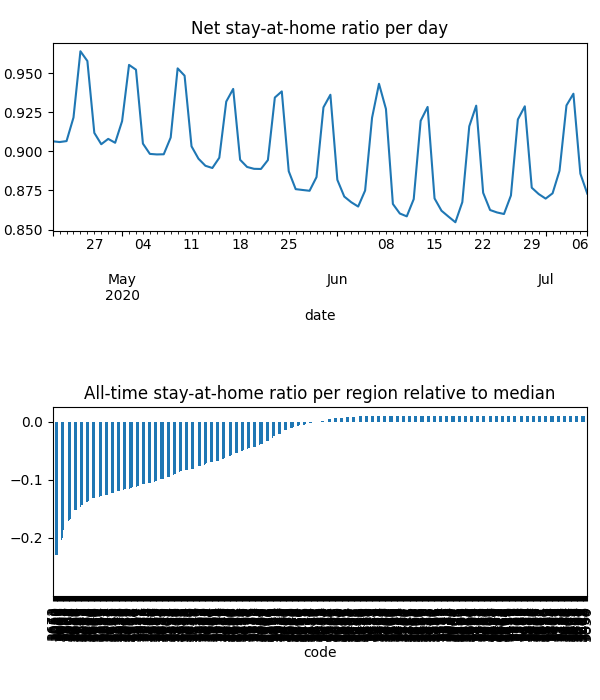 Net stay-at-home ratio per day
0.950
0.925
0.900
0.875
0.850
27 04 11 18 25 08 15 22 29 06
May Jun Jul
2020
date
All-time stay-at-home ratio per region relative to median
0.0
−0.1
−0.2
code